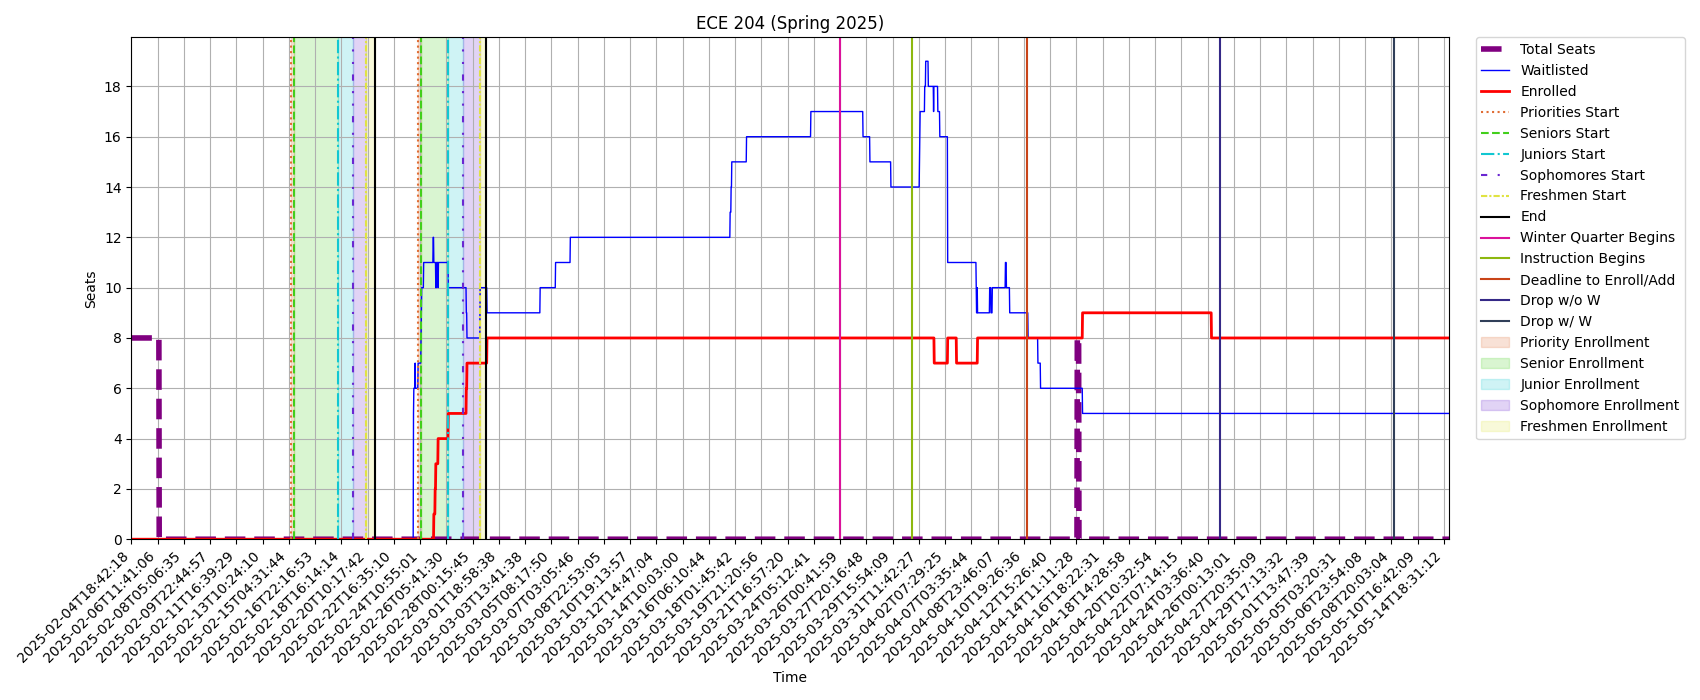 ECE 204 (Spring 2025)
Seats
18
16
14
12
10
8
6
4
2
0
2025-02-04T18:42:18
2025-02-06T11:41:06
2025-02-08T05:06:35
2025-02-09T22:44:57
2025-02-11T16:39:29
2025-02-13T10:24:10
2025-02-15T04:31:44
2025-02-16T22:16:53
2025-02-18T16:14:14
2025-02-20T10:17:42
2025-02-22T16:35:10
2025-02-24T10:55:01
2025-02-26T05:41:30
2025-02-28T00:15:45
2025-03-01T18:58:38
2025-03-03T13:41:38
2025-03-05T08:17:50
2025-03-07T03:05:46
2025-03-08T22:53:05
2025-03-10T19:13:57
2025-03-12T14:47:04
2025-03-14T10:03:00
2025-03-16T06:10:44
2025-03-18T01:45:42
2025-03-19T21:20:56
2025-03-21T16:57:20
2025-03-24T05:12:41
2025-03-26T00:41:59
2025-03-27T20:16:48
2025-03-29T15:54:09
2025-03-31T11:42:27
2025-04-02T07:29:25
2025-04-07T03:35:44
2025-04-08T23:46:07
2025-04-10T19:26:36
2025-04-12T15:26:40
2025-04-14T11:11:28
2025-04-16T18:22:31
2025-04-18T14:28:58
2025-04-20T10:32:54
2025-04-22T07:14:15
2025-04-24T03:36:40
2025-04-26T00:13:01
2025-04-27T20:35:09
2025-04-29T17:13:32
2025-05-01T13:47:39
2025-05-05T03:20:31
2025-05-06T23:54:08
2025-05-08T20:03:04
2025-05-10T16:42:09
2025-05-14T18:31:12
Time
Total Seats
Waitlisted
Enrolled
Priorities Start
Seniors Start
Juniors Start
Sophomores Start
Freshmen Start
End
Winter Quarter Begins
Instruction Begins
Deadline to Enroll/Add
Drop w/o W
Drop w/ W
Priority Enrollment
Senior Enrollment
Junior Enrollment
Sophomore Enrollment
Freshmen Enrollment